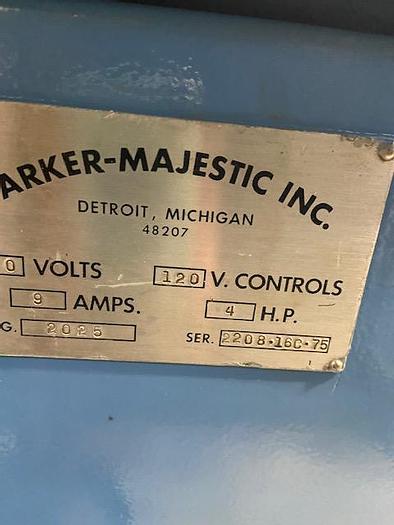 ARKER-MAJESTIC INC.
DETROIT, MICHIGAN
48207
0 VOLTS 120 V. CONTROLS
9 AMPS. 4 H.P.
G. 2025 SER. 2208-16C-75